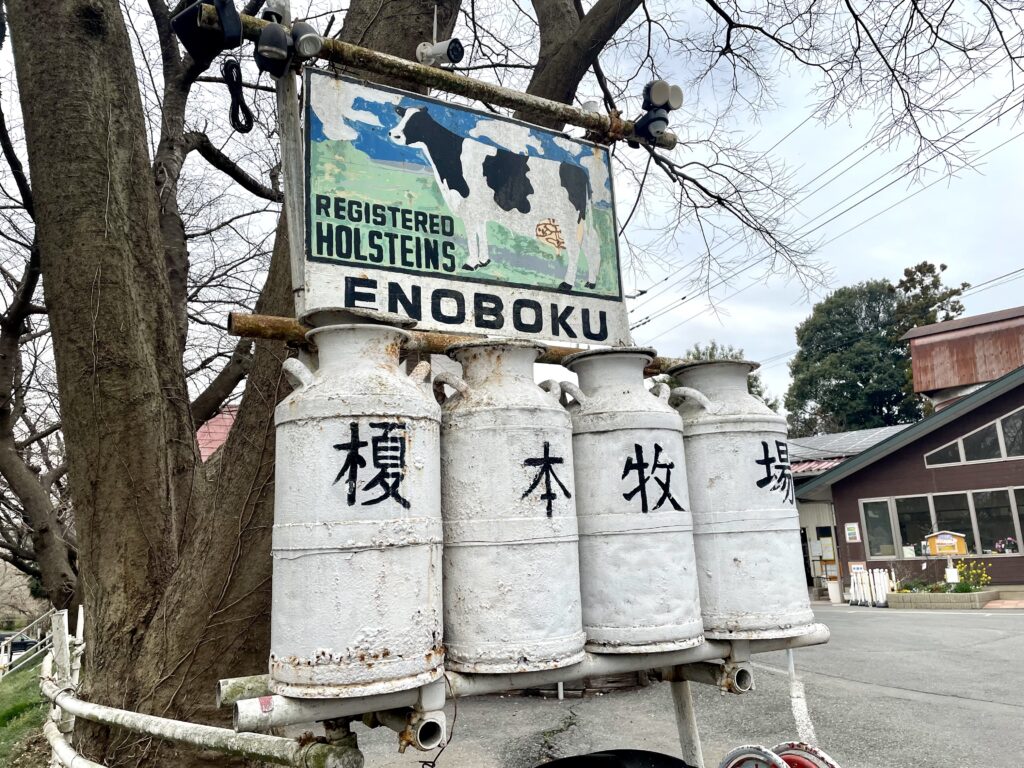 REGISTERED
HOLSTEINS
ENOBOKU
榎本牧場